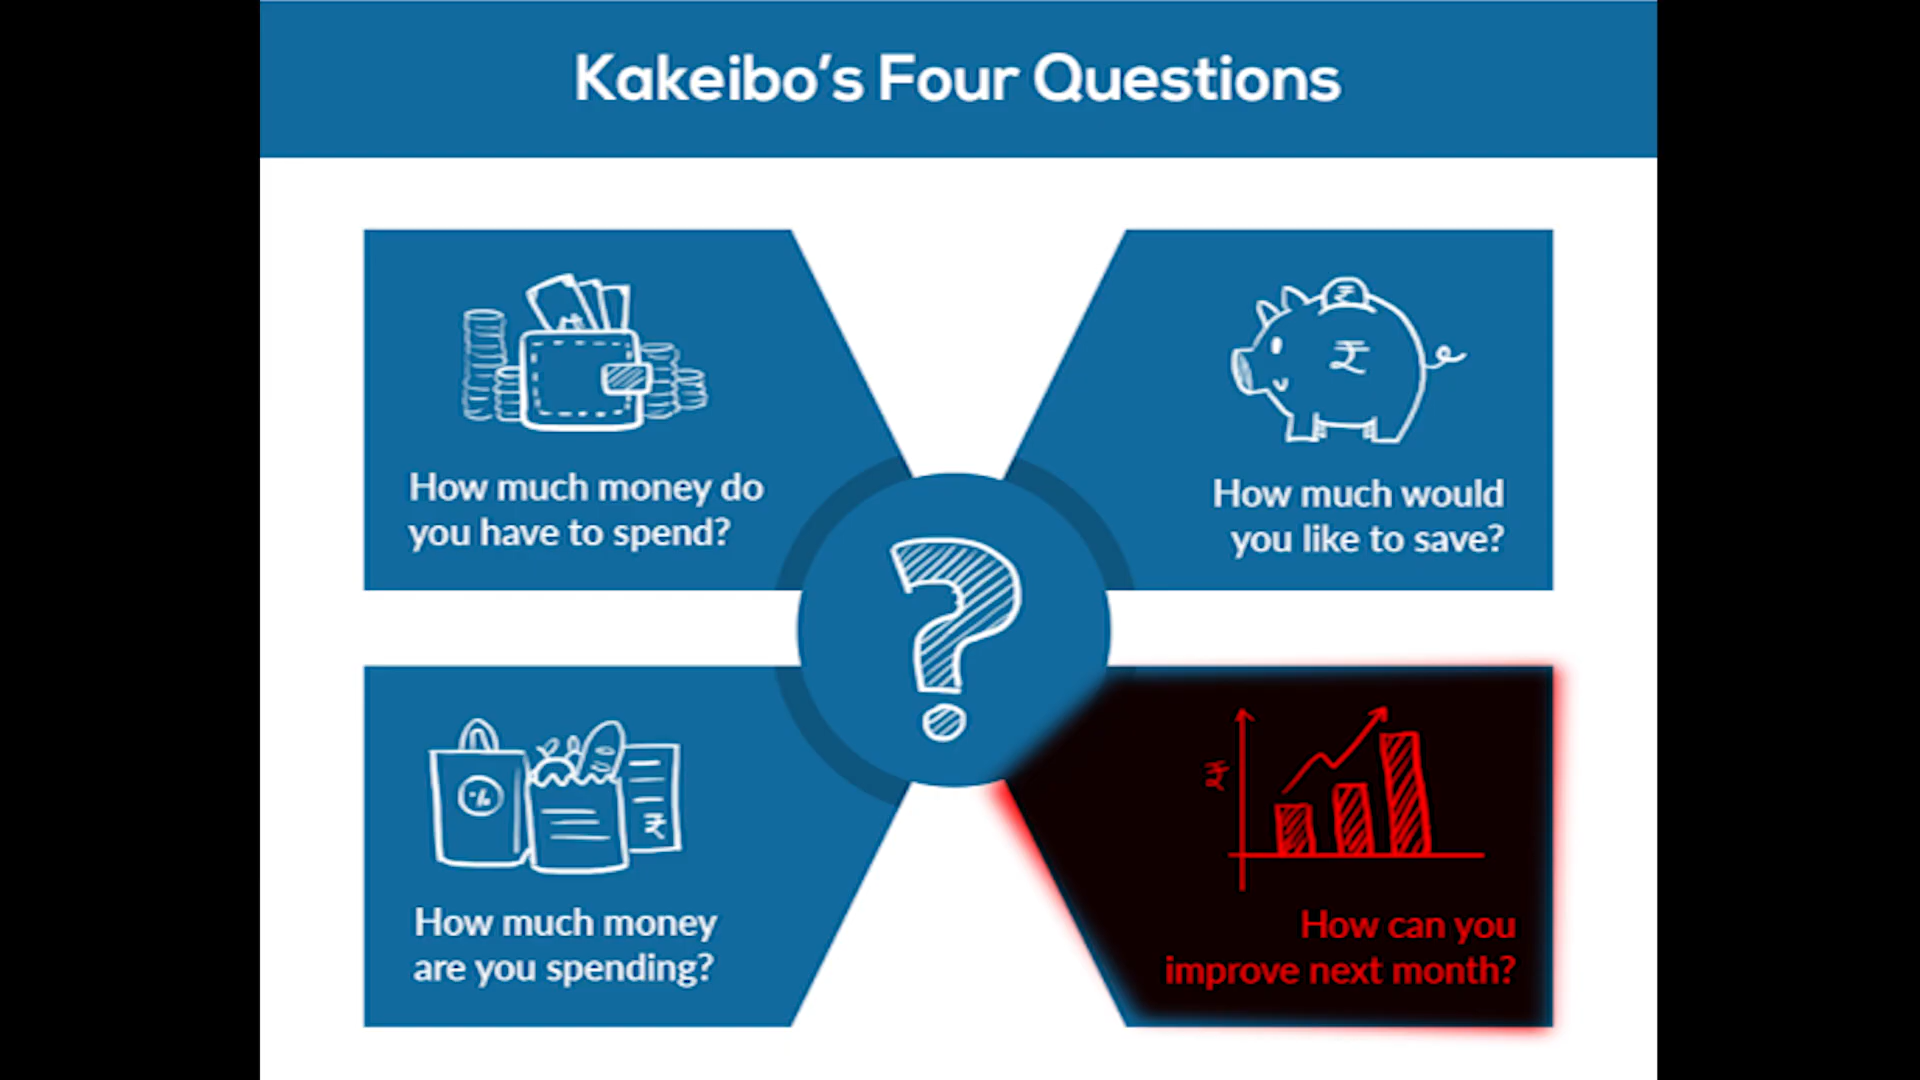 Kakeibo's Four Questions
₹
₹
How much money do
you have to spend?
How much would
you like to save?
?
%
₹
How much money
are you spending?
₹
How can you
improve next month?